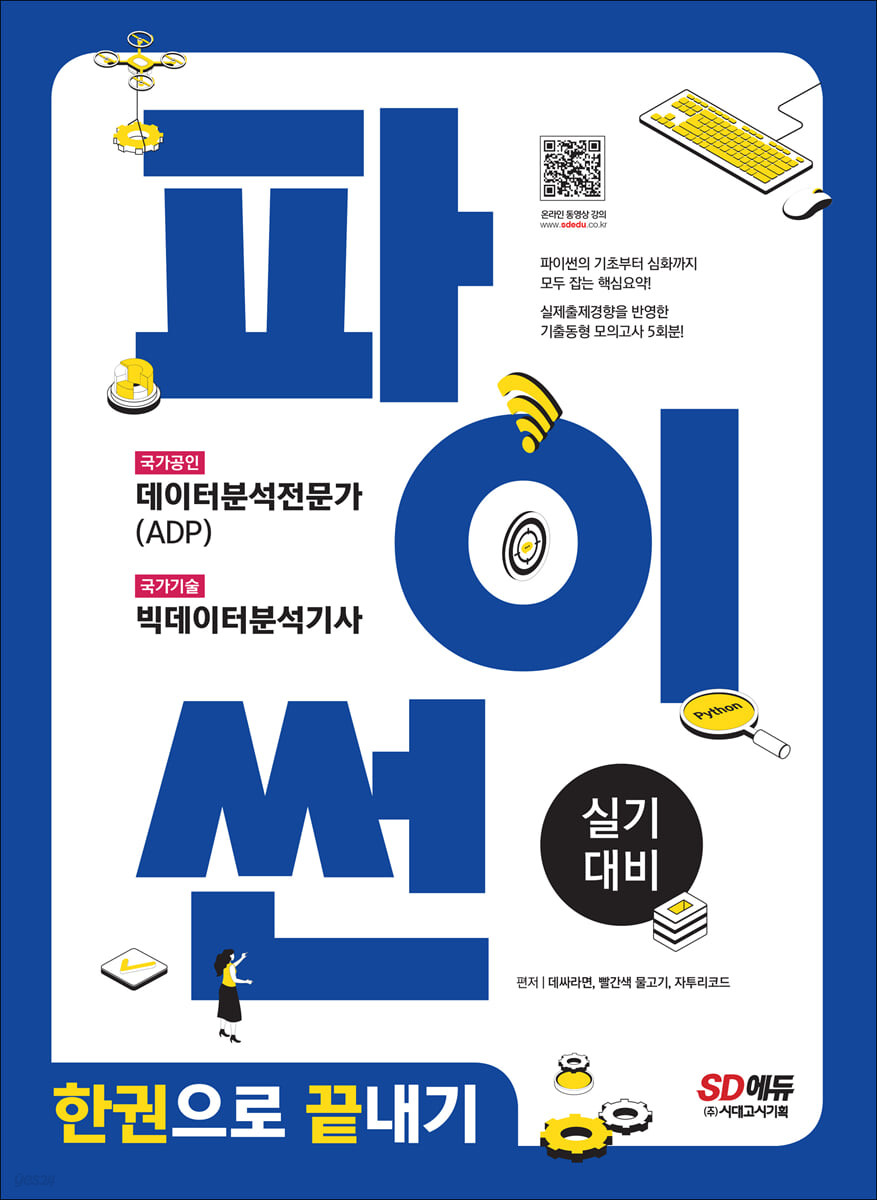 파
이
썬
온라인 동영상 강의
www.sdedu.co.kr
파이썬의 기초부터 심화까지
모두 잡는 핵심요약!
실제출제경향을 반영한
기출동형 모의고사 5회분!
국가공인
데이터분석전문가
(ADP)
국가기술
빅데이터분석기사
Python
실기
대비
편저 | 데싸라면, 빨간색 물고기, 자투리코드
한권으로 끝내기
SD에듀
(주)시대고시기획
yes24